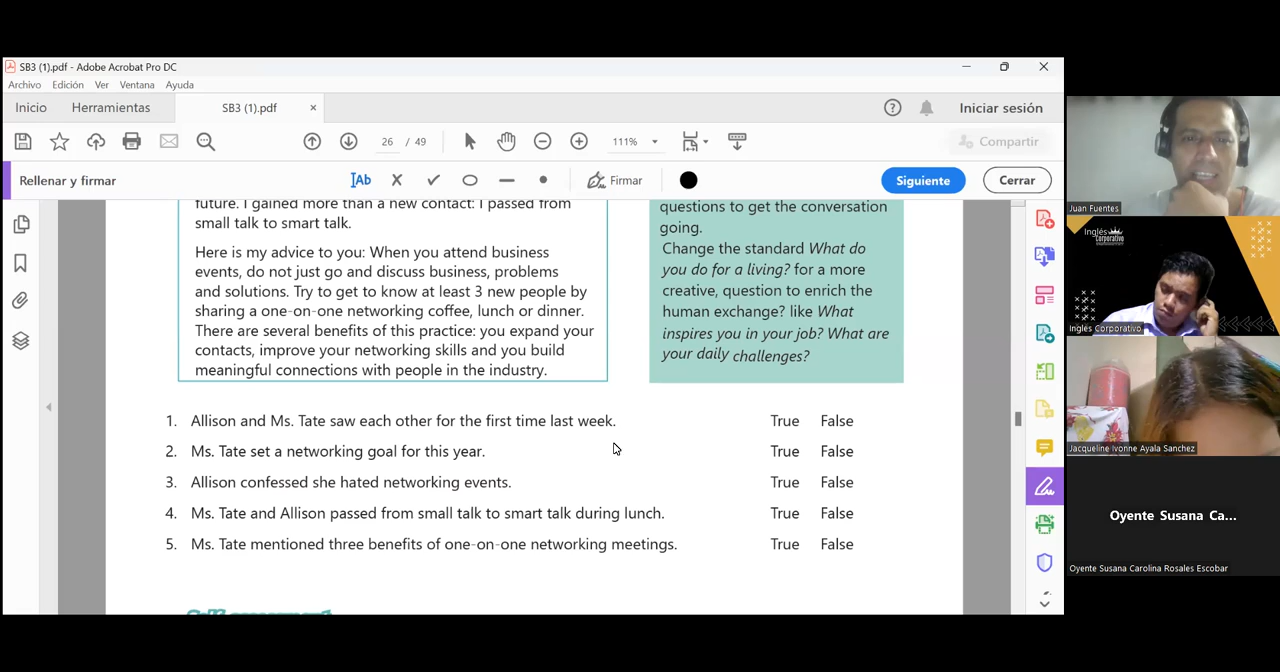 SB3 (1).pdf - Adobe Acrobat Pro DC
Archivo Edición Ver Ventana Ayuda
Inicio Herramientas SB3 (1).pdf × Iniciar sesión
26 / 49 111% Compartir
Rellenar y firmar Ab Firmar Siguiente Cerrar
future. I gained more than a new contact: I passed from
small talk to smart talk.
Here is my advice to you: When you attend business
events, do not just go and discuss business, problems
and solutions. Try to get to know at least 3 new people by
sharing a one-on-one networking coffee, lunch or dinner.
There are several benefits of this practice: you expand your
contacts, improve your networking skills and you build
meaningful connections with people in the industry.
questions to get the conversation
going.
Change the standard What do
you do for a living? for a more
creative, question to enrich the
human exchange? like What
inspires you in your job? What are
your daily challenges?
1. Allison and Ms. Tate saw each other for the first time last week. True False
2. Ms. Tate set a networking goal for this year. True False
3. Allison confessed she hated networking events. True False
4. Ms. Tate and Allison passed from small talk to smart talk during lunch. True False
5. Ms. Tate mentioned three benefits of one-on-one networking meetings. True False
Juan Fuentes
Inglés
corporativo
Inglés Corporativo
Jacqueline Ivonne Ayala Sanchez
Oyente Susana Ca...
Oyente Susana Carolina Rosales Escobar